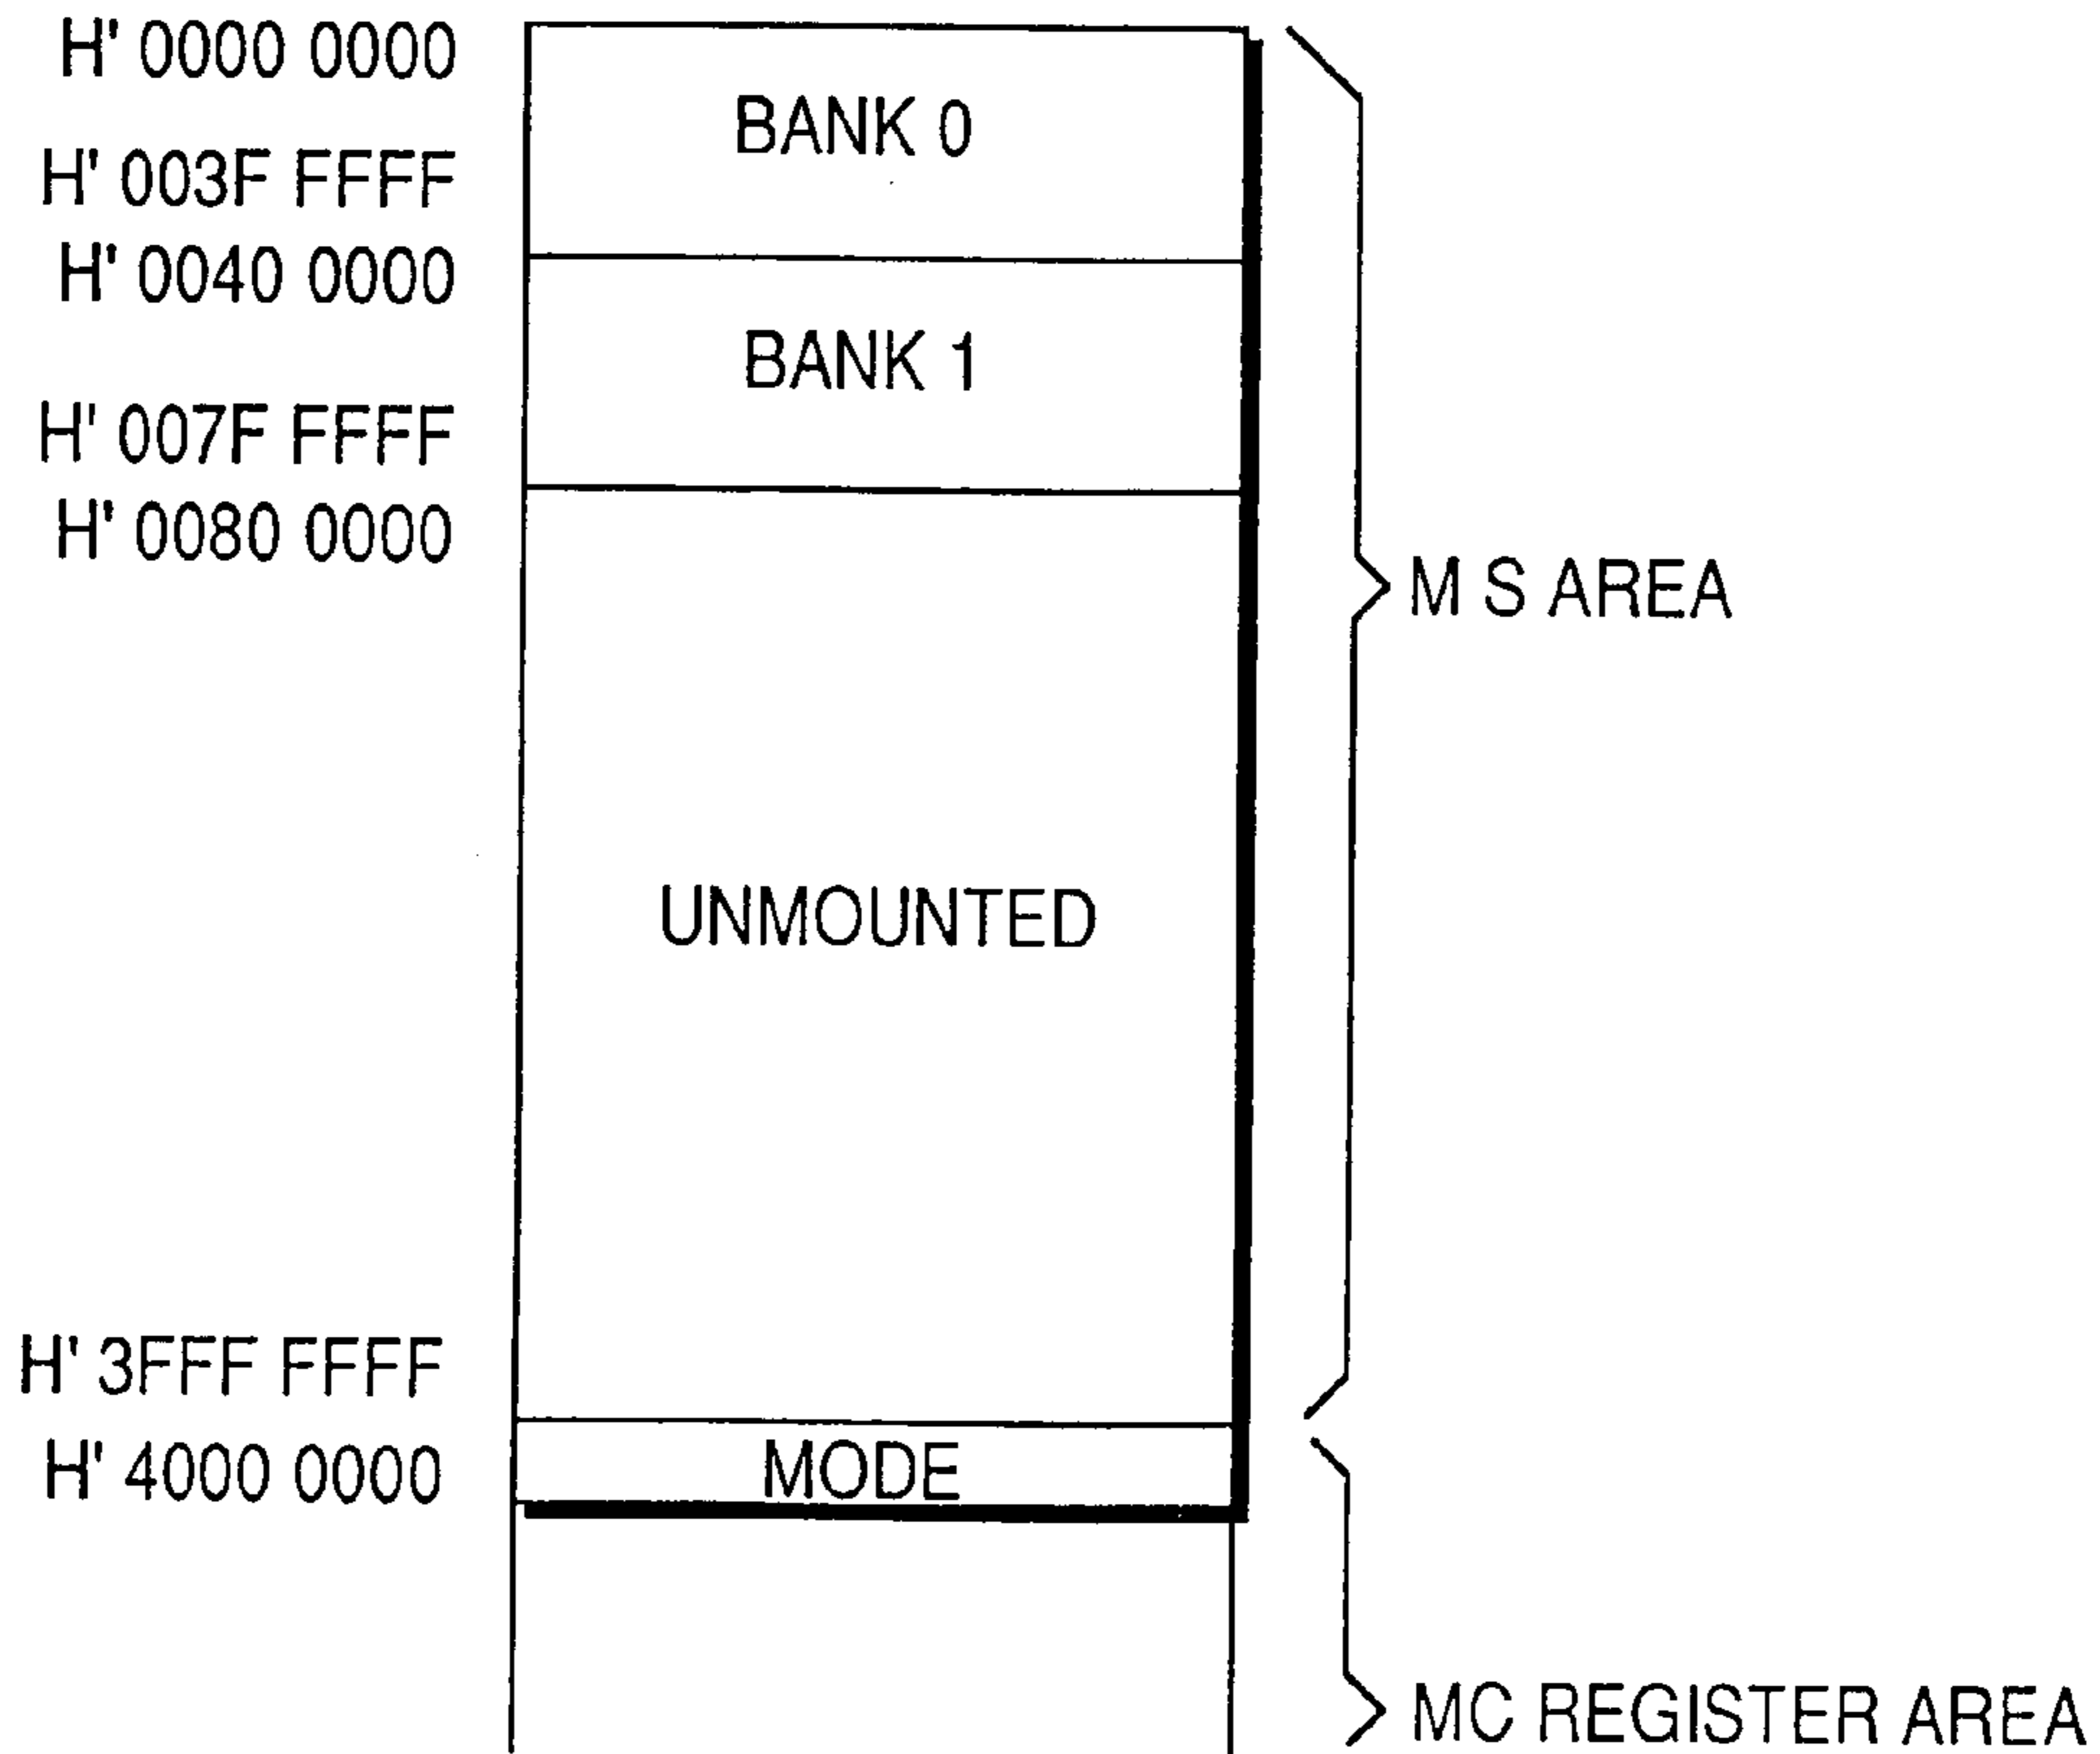 H' 0000 0000
BANK 0
H' 003F FFFF
H' 0040 0000
BANK 1
H' 007F FFFF
H' 0080 0000
M S AREA
UNMOUNTED
H' 3FFF FFFF
H' 4000 0000
MODE
MC REGISTER AREA